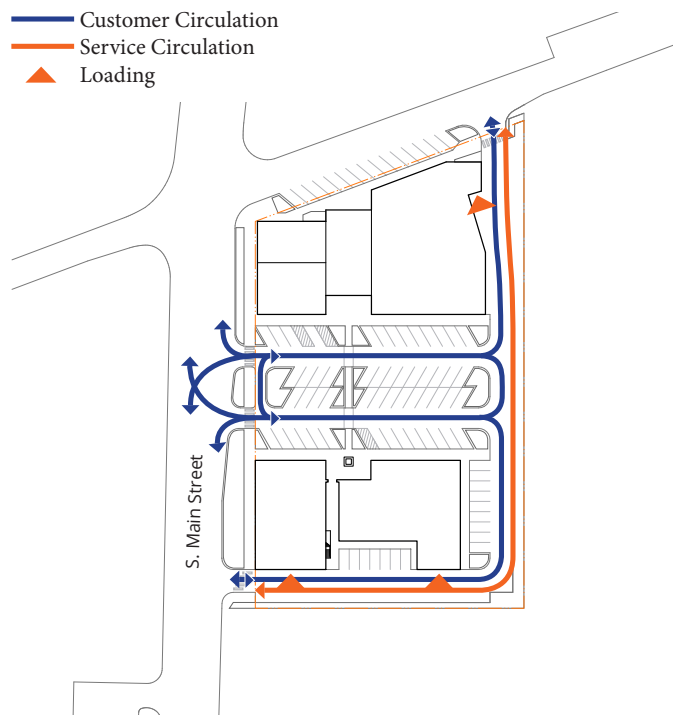 Customer Circulation
Service Circulation
Loading
S. Main Street